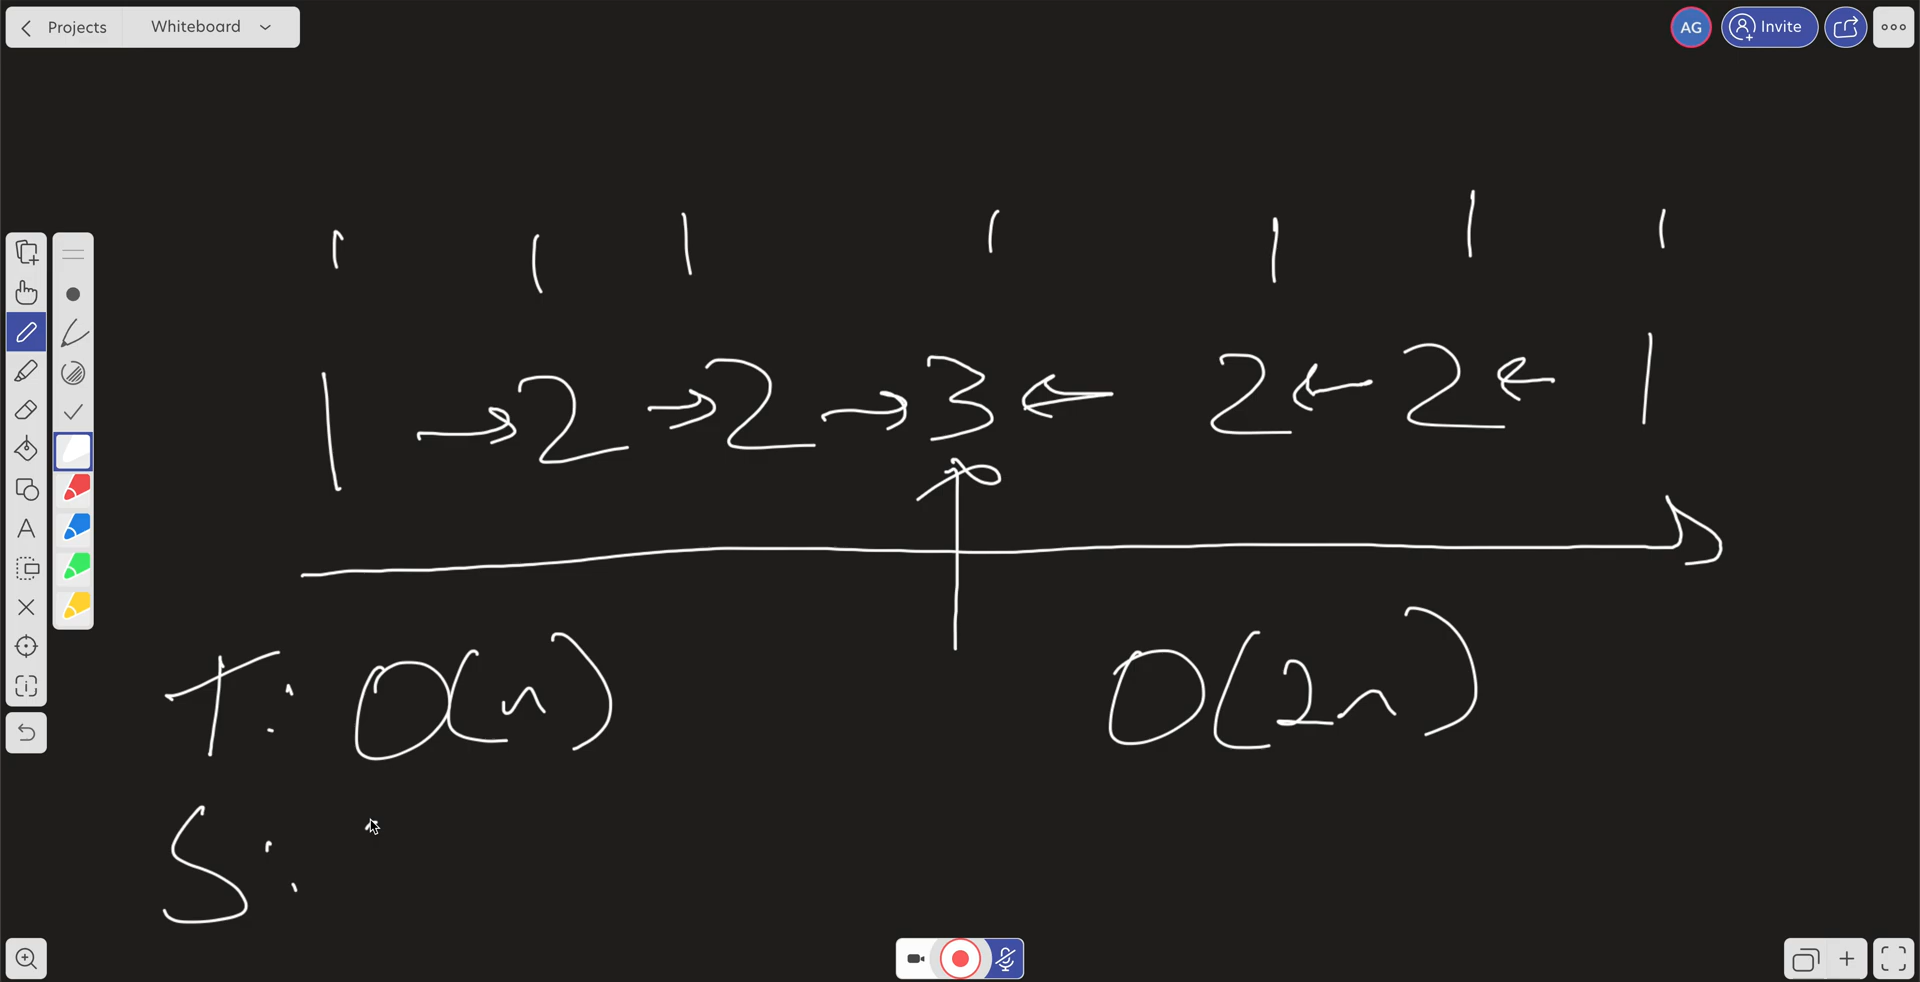 Projects Whiteboard AG Invite
1 1 1 1 1 1 1
1 → 2 → 2 → 3 ← 2 ← 2 ← 1
T: O(n) O(2n)
S:
A